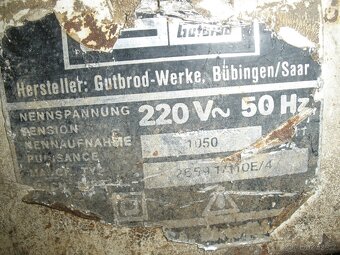 Gutbrod
Hersteller: Gutbrod-Werke, Bübingen/Saar
NENNSPANNUNG 220 V~ 50 Hz
TENSION
NENNAUFNAHME 1050
PUISSANCE